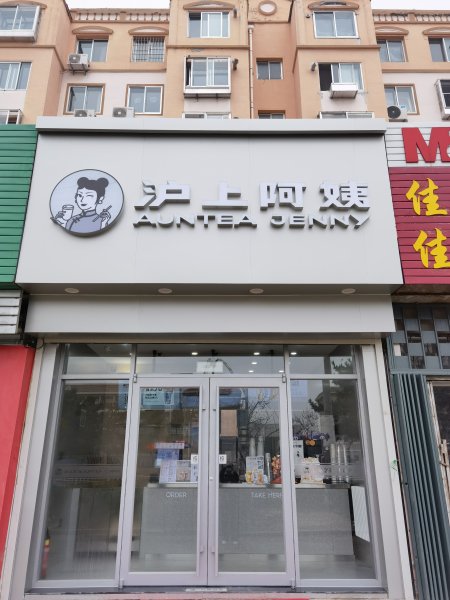 沪上阿姨
AUNTEA JENNY
M
佳
佳
ORDER
TAKE HERE